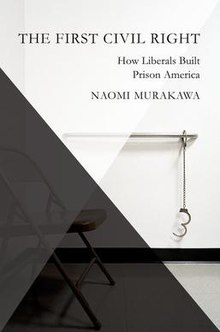 THE FIRST CIVIL RIGHT
How Liberals Built
Prison America
NAOMI MURAKAWA